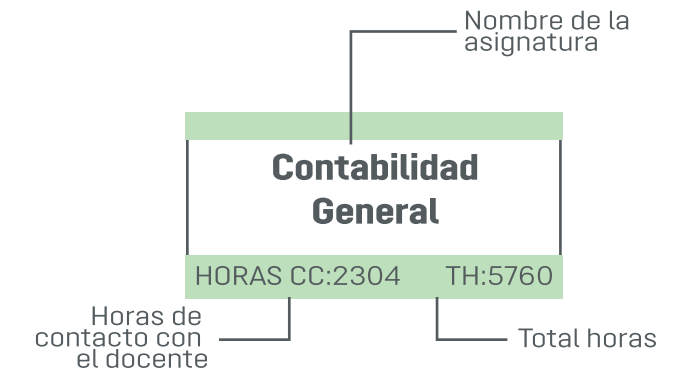 Nombre de la
asignatura
Contabilidad
General
HORAS CC:2304 TH:5760
Horas de
contacto con
el docente
Total horas